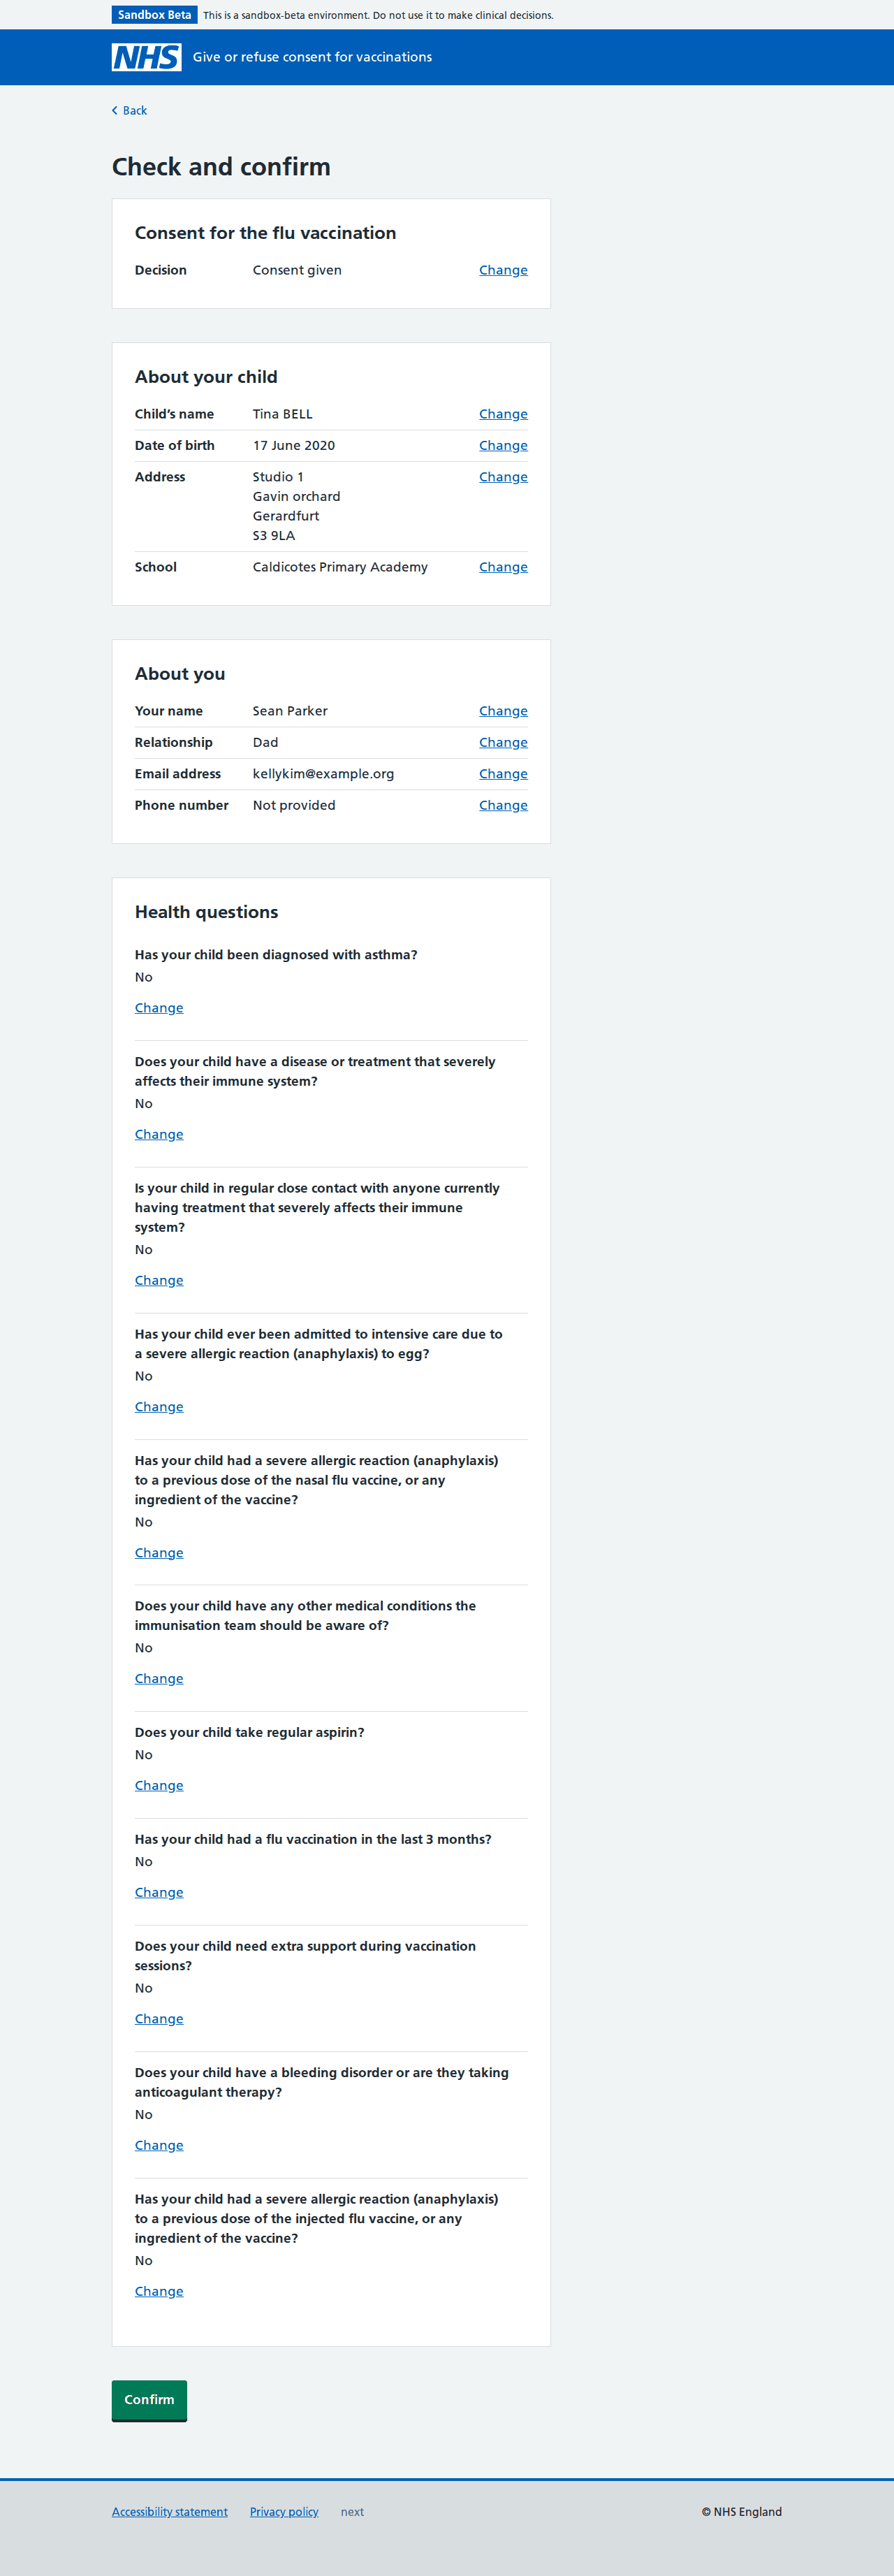 Sandbox Beta This is a sandbox-beta environment. Do not use it to make clinical decisions.
NHS Give or refuse consent for vaccinations
Back
Check and confirm
Consent for the flu vaccination
Decision Consent given Change
About your child
Child’s name Tina BELL Change
Date of birth 17 June 2020 Change
Address Studio 1 Change
Gavin orchard
Gerardfurt
S3 9LA
School Caldicotes Primary Academy Change
About you
Your name Sean Parker Change
Relationship Dad Change
Email address kellykim@example.org Change
Phone number Not provided Change
Health questions
Has your child been diagnosed with asthma?
No
Change
Does your child have a disease or treatment that severely
affects their immune system?
No
Change
Is your child in regular close contact with anyone currently
having treatment that severely affects their immune
system?
No
Change
Has your child ever been admitted to intensive care due to
a severe allergic reaction (anaphylaxis) to egg?
No
Change
Has your child had a severe allergic reaction (anaphylaxis)
to a previous dose of the nasal flu vaccine, or any
ingredient of the vaccine?
No
Change
Does your child have any other medical conditions the
immunisation team should be aware of?
No
Change
Does your child take regular aspirin?
No
Change
Has your child had a flu vaccination in the last 3 months?
No
Change
Does your child need extra support during vaccination
sessions?
No
Change
Does your child have a bleeding disorder or are they taking
anticoagulant therapy?
No
Change
Has your child had a severe allergic reaction (anaphylaxis)
to a previous dose of the injected flu vaccine, or any
ingredient of the vaccine?
No
Change
Confirm
Accessibility statement Privacy policy next © NHS England